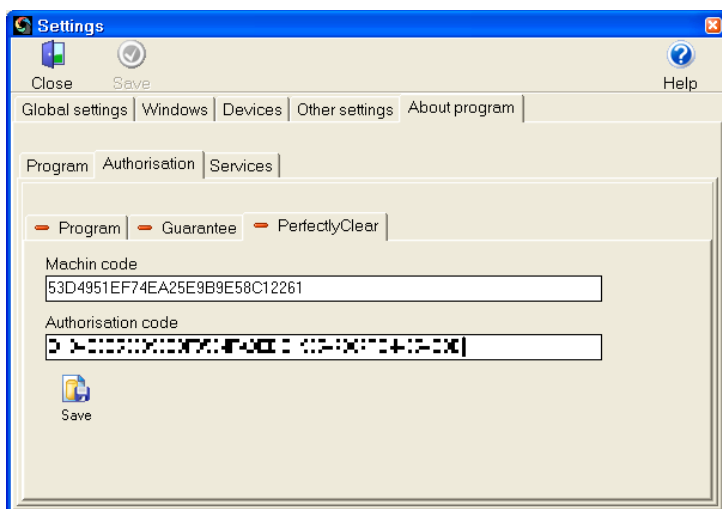 Settings
Close Save Help
Global settings Windows Devices Other settings About program
Program Authorisation Services
Program Guarantee PerfectlyClear
Machin code
53D4951EF74EA25E9B9E58C12261
Authorisation code
Save